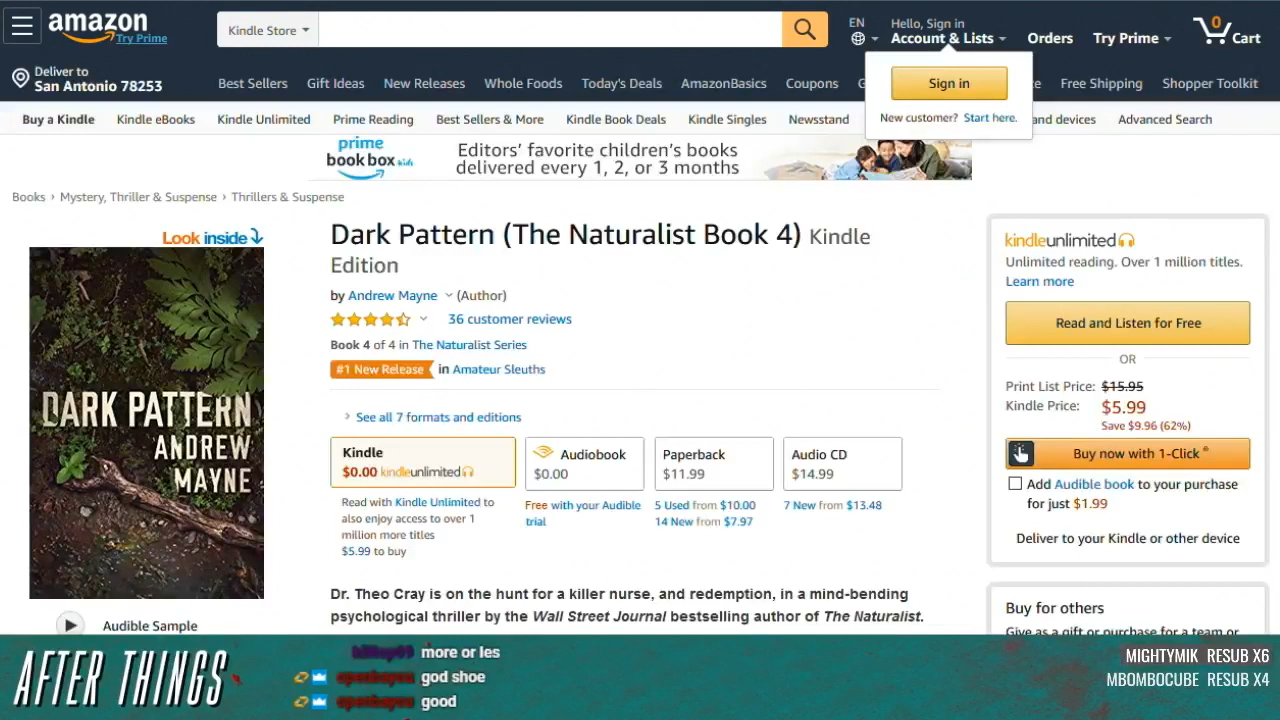 amazon
Try Prime
Kindle Store
EN
Hello, Sign in
Account & Lists
Orders
Try Prime
0
Cart
Deliver to
San Antonio 78253
Best Sellers
Gift Ideas
New Releases
Whole Foods
Today's Deals
AmazonBasics
Coupons
Free Shipping
Shopper Toolkit
Sign in
New customer? Start here.
Buy a Kindle
Kindle eBooks
Kindle Unlimited
Prime Reading
Best Sellers & More
Kindle Book Deals
Kindle Singles
Newsstand
and devices
Advanced Search
prime
book box kids
Editors' favorite children's books
delivered every 1, 2, or 3 months
Books › Mystery, Thriller & Suspense › Thrillers & Suspense
Look inside
DARK PATTERN
ANDREW
MAYNE
Audible Sample
Dark Pattern (The Naturalist Book 4) Kindle
Edition
by Andrew Mayne (Author)
36 customer reviews
Book 4 of 4 in The Naturalist Series
#1 New Release in Amateur Sleuths
See all 7 formats and editions
Kindle
$0.00 kindleunlimited
Audiobook
$0.00
Paperback
$11.99
Audio CD
$14.99
Read with Kindle Unlimited to
also enjoy access to over 1
million more titles
$5.99 to buy
Free with your Audible
trial
5 Used from $10.00
14 New from $7.97
7 New from $13.48
Dr. Theo Cray is on the hunt for a killer nurse, and redemption, in a mind-bending
psychological thriller by the Wall Street Journal bestselling author of The Naturalist.
kindleunlimited
Unlimited reading. Over 1 million titles.
Learn more
Read and Listen for Free
OR
Print List Price: $15.95
Kindle Price: $5.99
Save $9.96 (62%)
Buy now with 1-Click ®
Add Audible book to your purchase
for just $1.99
Deliver to your Kindle or other device
Buy for others
Give as a gift or purchase for a team or
AFTER THINGS
more or les
god shoe
good
MIGHTYMIK RESUB X6
MBOMBOCUBE RESUB X4